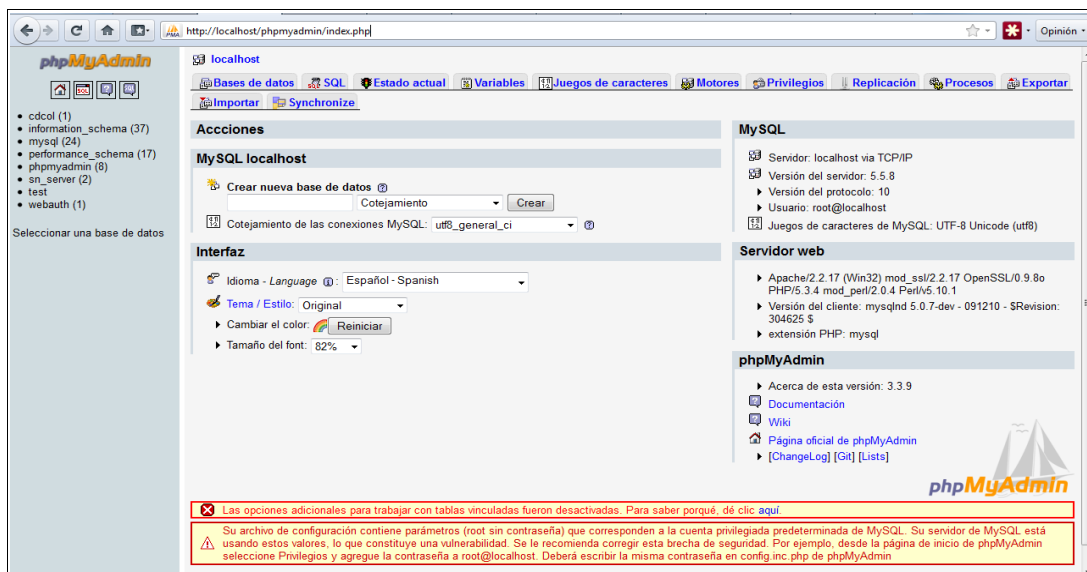 http://localhost/phpmyadmin/index.php
Opinión
phpMyAdmin
cdcol (1)
information_schema (37)
mysql (24)
performance_schema (17)
phpmyadmin (8)
sn_server (2)
test
webauth (1)
Seleccionar una base de datos
localhost
Bases de datos SQL Estado actual Variables Juegos de caracteres Motores Privilegios Replicación Procesos Exportar
Importar Synchronize
Accciones
MySQL localhost
Crear nueva base de datos
Cotejamiento Crear
Cotejamiento de las conexiones MySQL: utf8_general_ci
Interfaz
Idioma - Language : Español - Spanish
Tema / Estilo: Original
Cambiar el color: Reiniciar
Tamaño del font: 82%
MySQL
Servidor: localhost via TCP/IP
Versión del servidor: 5.5.8
Versión del protocolo: 10
Usuario: root@localhost
Juegos de caracteres de MySQL: UTF-8 Unicode (utf8)
Servidor web
Apache/2.2.17 (Win32) mod_ssl/2.2.17 OpenSSL/0.9.8o
PHP/5.3.4 mod_perl/2.0.4 Perl/v5.10.1
Versión del cliente: mysqlnd 5.0.7-dev - 091210 - $Revision:
304625 $
extensión PHP: mysql
phpMyAdmin
Acerca de esta versión: 3.3.9
Documentación
Wiki
Página oficial de phpMyAdmin
[ChangeLog] [Git] [Lists]
phpMyAdmin
Las opciones adicionales para trabajar con tablas vinculadas fueron desactivadas. Para saber porqué, dé clic aquí.
Su archivo de configuración contiene parámetros (root sin contraseña) que corresponden a la cuenta privilegiada predeterminada de MySQL. Su servidor de MySQL está
usando estos valores, lo que constituye una vulnerabilidad. Se le recomienda corregir esta brecha de seguridad. Por ejemplo, desde la página de inicio de phpMyAdmin
seleccione Privilegios y agregue la contraseña a root@localhost. Deberá escribir la misma contraseña en config.inc.php de phpMyAdmin